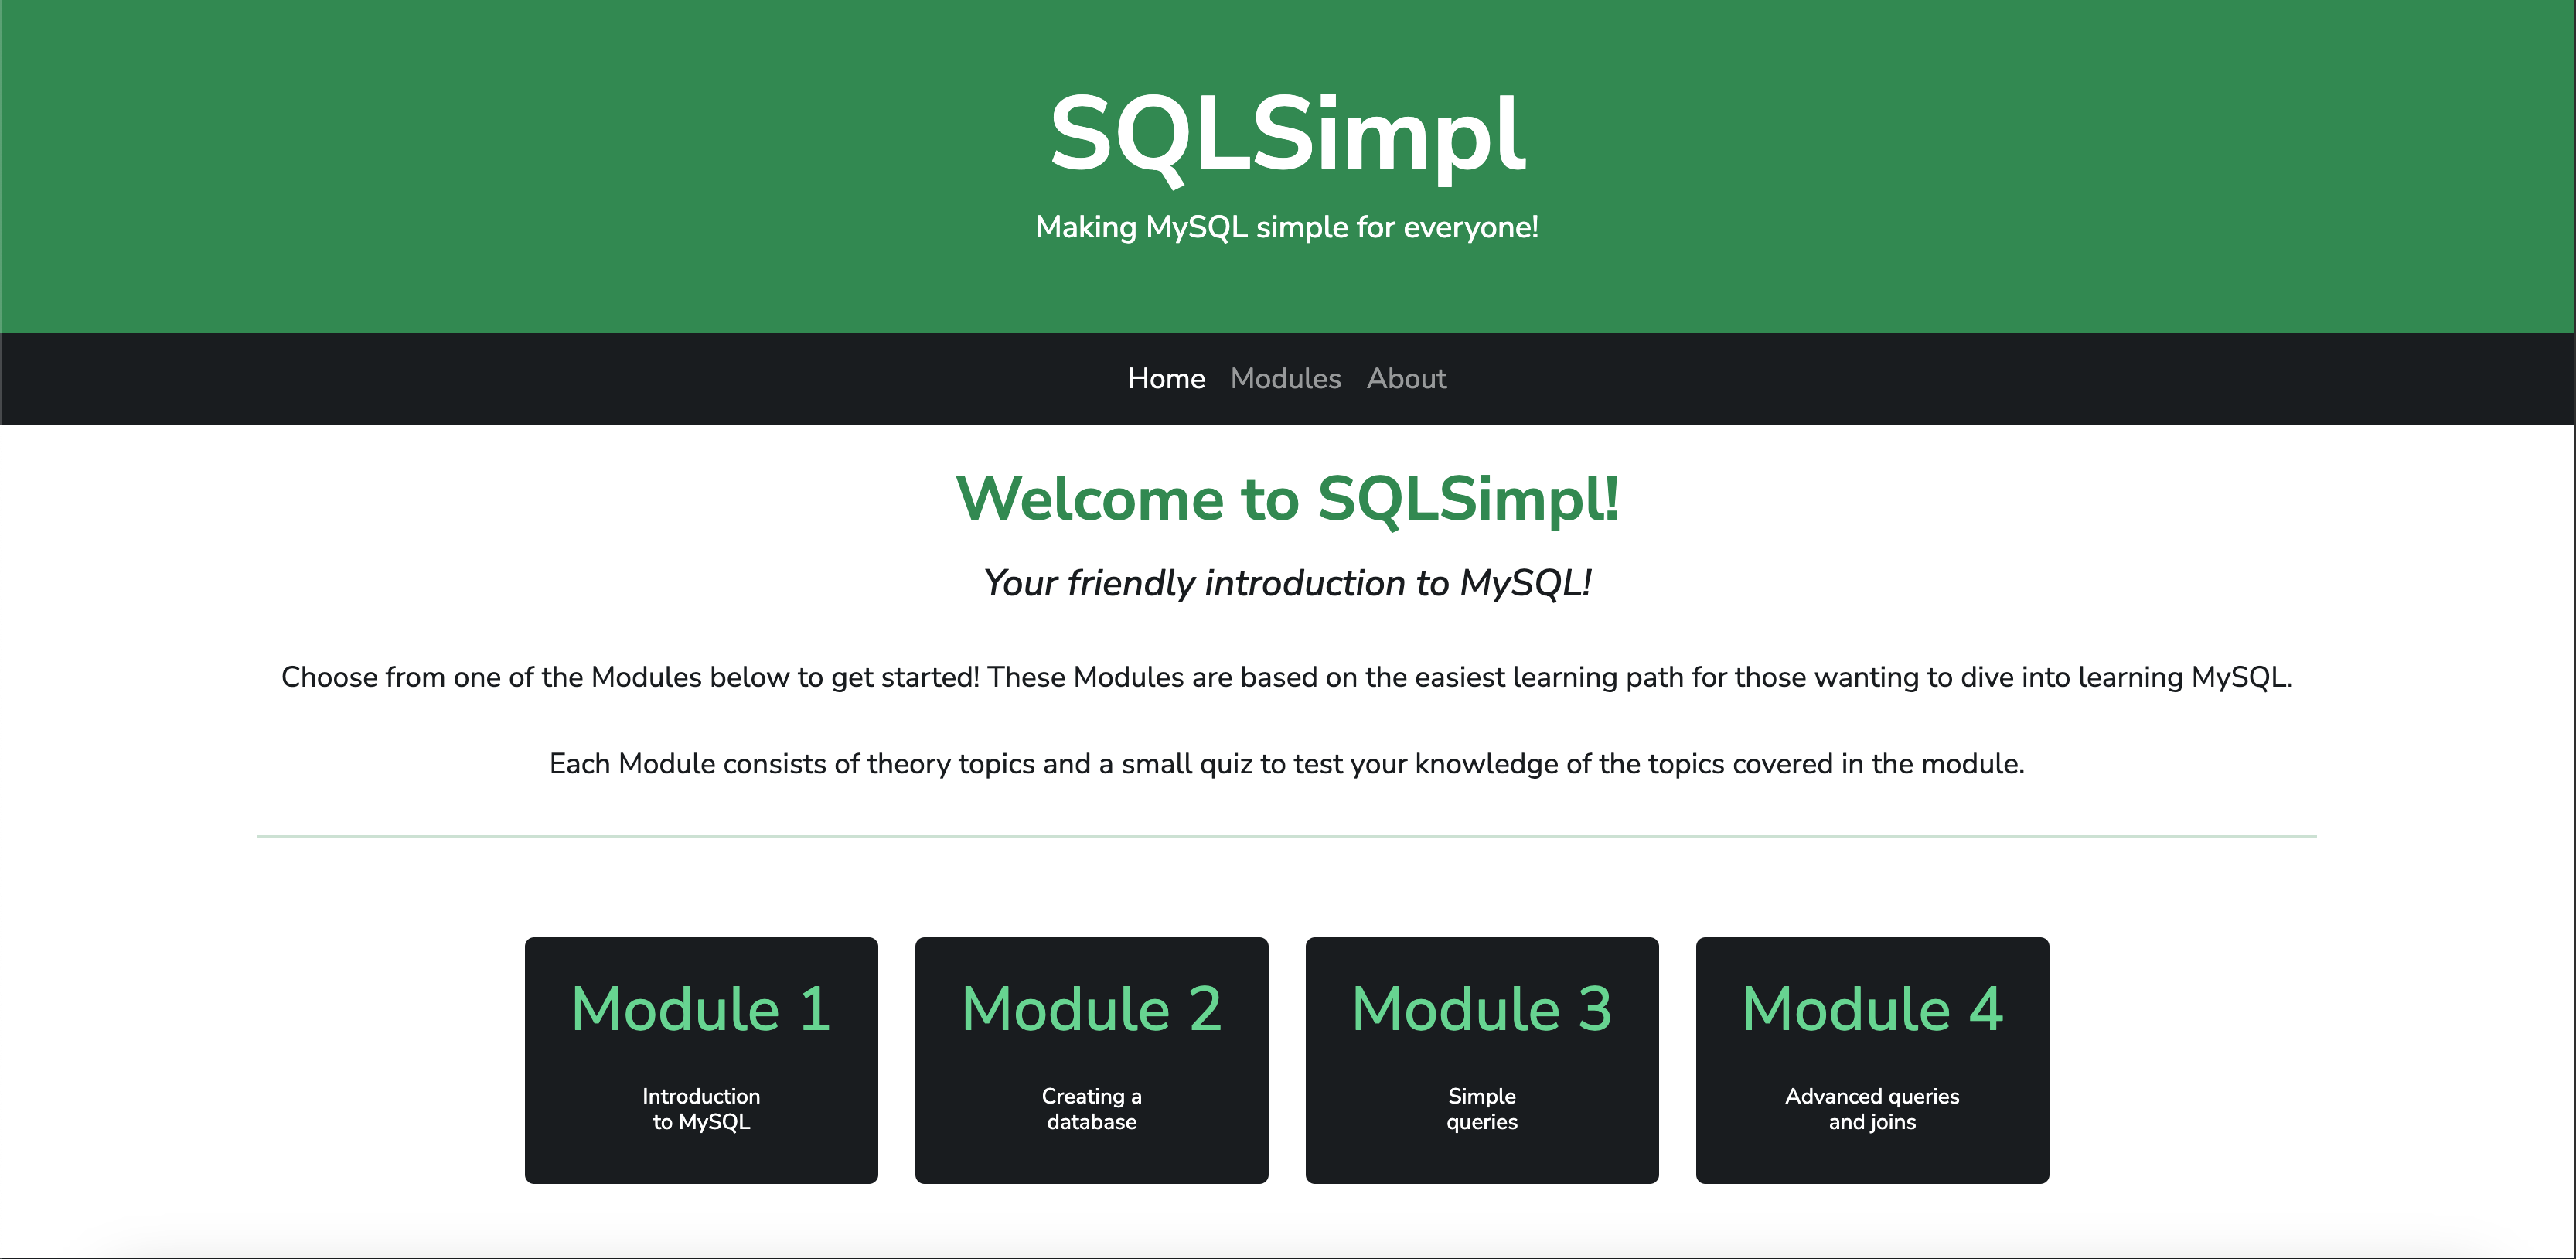 SQLSimpl
Making MySQL simple for everyone!
Home Modules About
Welcome to SQLSimpl!
Your friendly introduction to MySQL!
Choose from one of the Modules below to get started! These Modules are based on the easiest learning path for those wanting to dive into learning MySQL.
Each Module consists of theory topics and a small quiz to test your knowledge of the topics covered in the module.
Module 1
Introduction
to MySQL
Module 2
Creating a
database
Module 3
Simple
queries
Module 4
Advanced queries
and joins